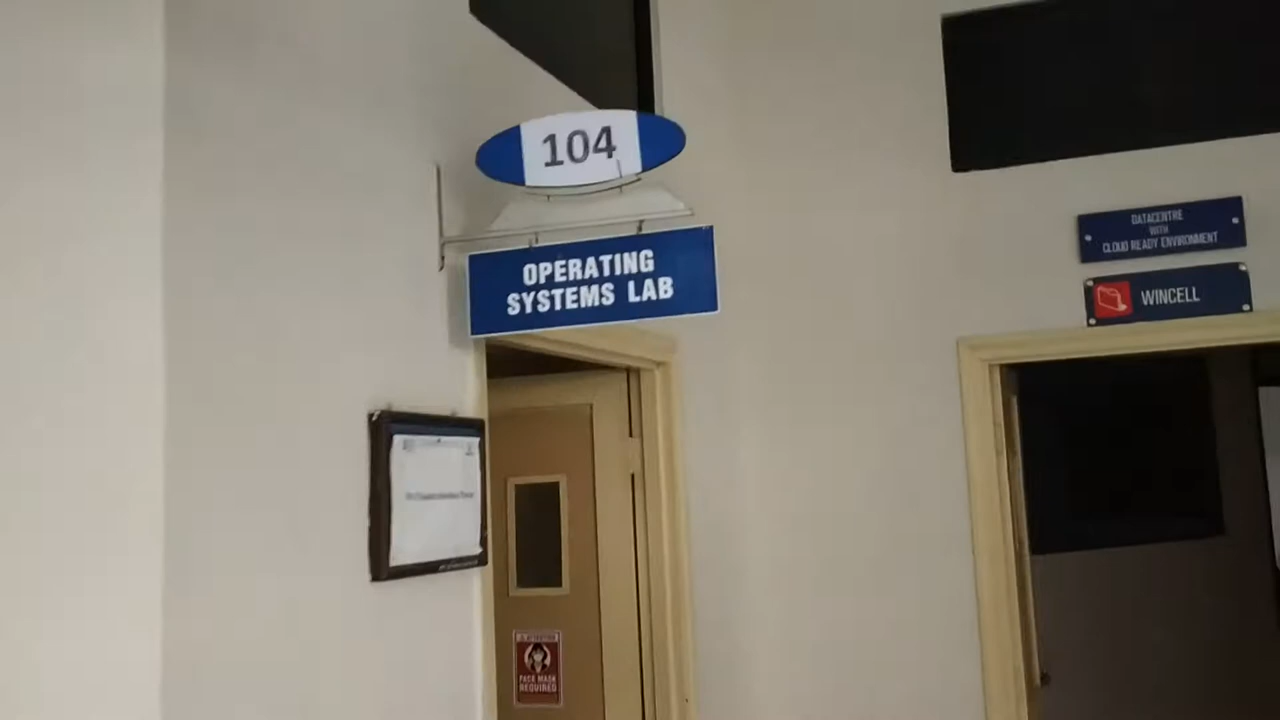 104
OPERATING
SYSTEMS LAB
DATACENTRE
WITH
CLOUD READY ENVIRONMENT
WINCELL
FACE MASK
REQUIRED